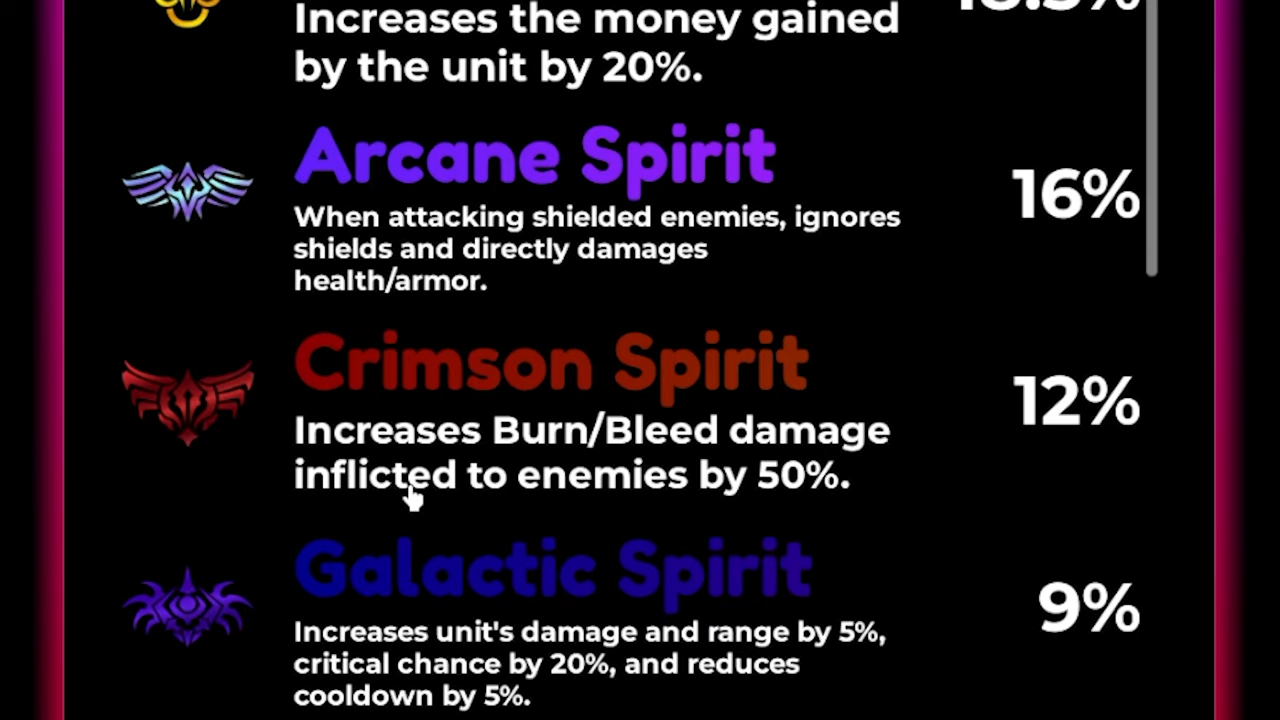 Increases the money gained
by the unit by 20%.
Arcane Spirit
16%
When attacking shielded enemies, ignores
shields and directly damages
health/armor.
Crimson Spirit
12%
Increases Burn/Bleed damage
inflicted to enemies by 50%.
Galactic Spirit
9%
Increases unit's damage and range by 5%,
critical chance by 20%, and reduces
cooldown by 5%.